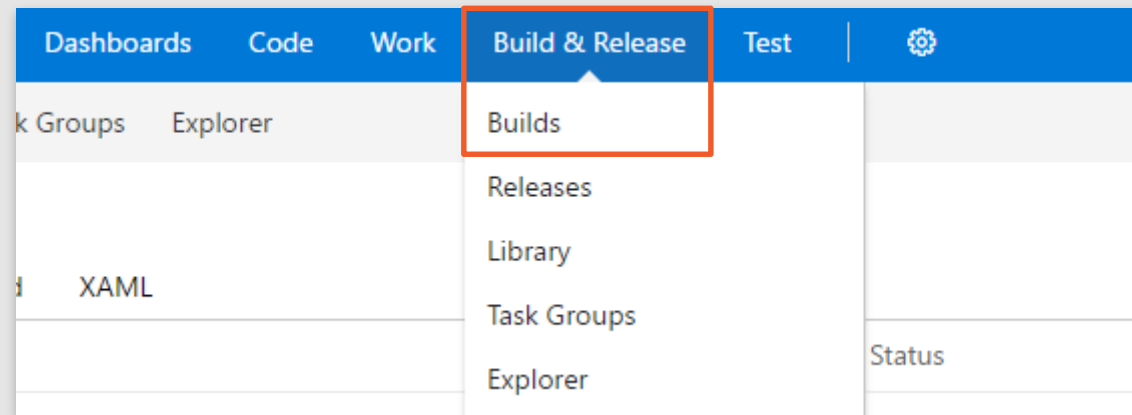 Dashboards Code Work Build & Release Test
k Groups Explorer
Builds
Releases
Library
d XAML
Task Groups
Status
Explorer